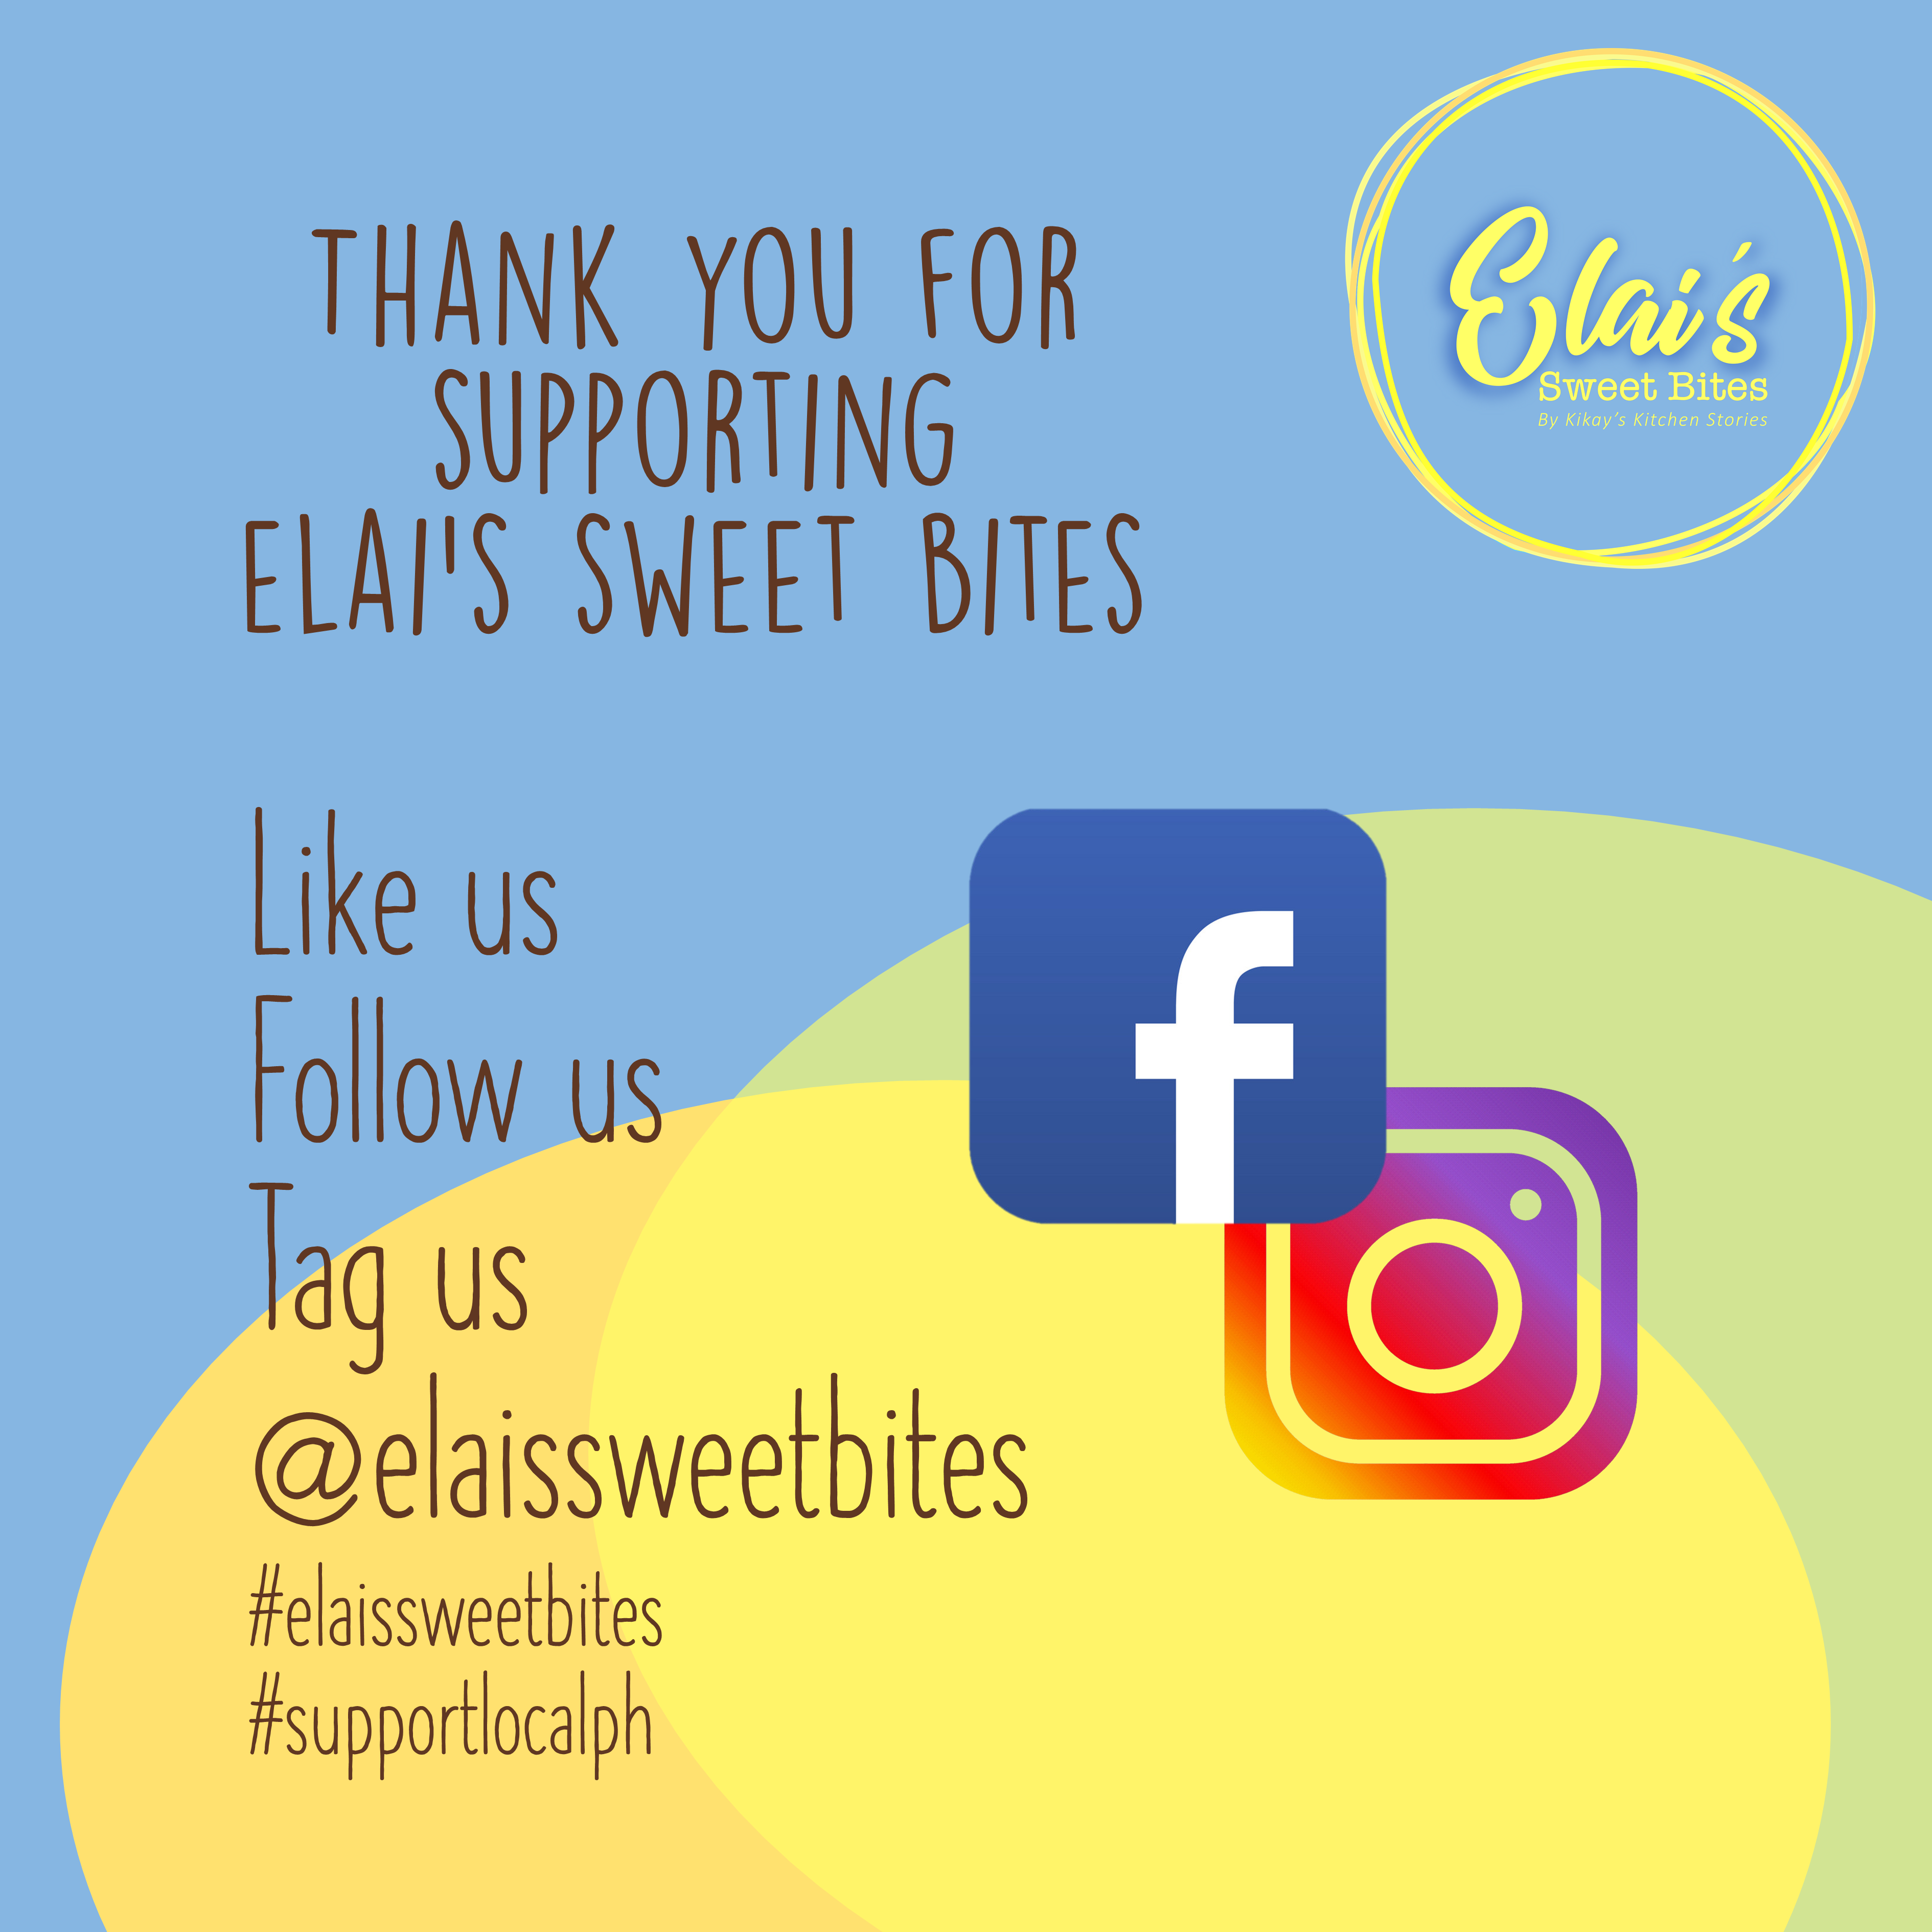 THANK YOU FOR
SUPPORTING
ELAI'S SWEET BITES
Elai's
Sweet Bites
By Kikay's Kitchen Stories
Like us
Follow us
Tag us
@elaissweetbites
#elaissweetbites
#supportlocalph